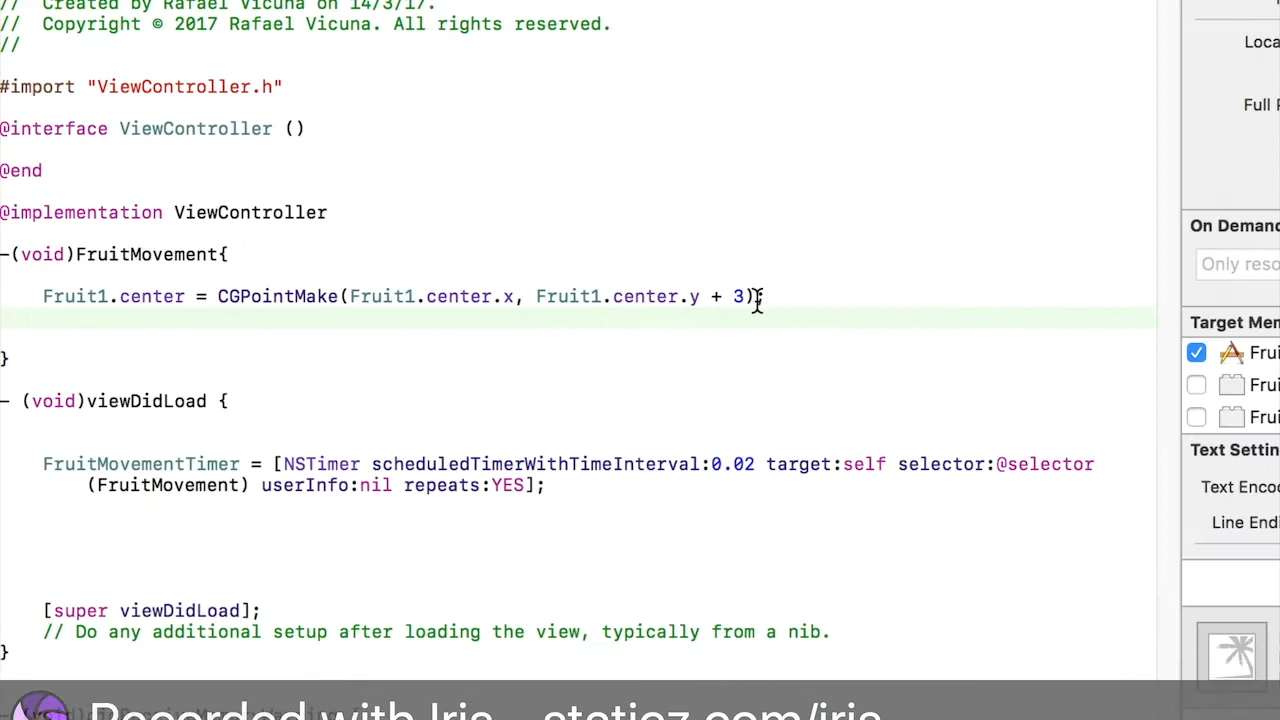 // Created by Rafael Vicuna on 14/3/17.
// Copyright © 2017 Rafael Vicuna. All rights reserved.
//
#import "ViewController.h"
@interface ViewController ()
@end
@implementation ViewController
-(void)FruitMovement{
Fruit1.center = CGPointMake(Fruit1.center.x, Fruit1.center.y + 3);
}
- (void)viewDidLoad {
FruitMovementTimer = [NSTimer scheduledTimerWithTimeInterval:0.02 target:self selector:@selector
(FruitMovement) userInfo:nil repeats:YES];
[super viewDidLoad];
// Do any additional setup after loading the view, typically from a nib.
}
Loca
Full P
On Demand
Only reso
Target Mem
Frui
Frui
Frui
Text Settin
Text Enco
Line Endi
Recorded with Iris - staticz.com/iris